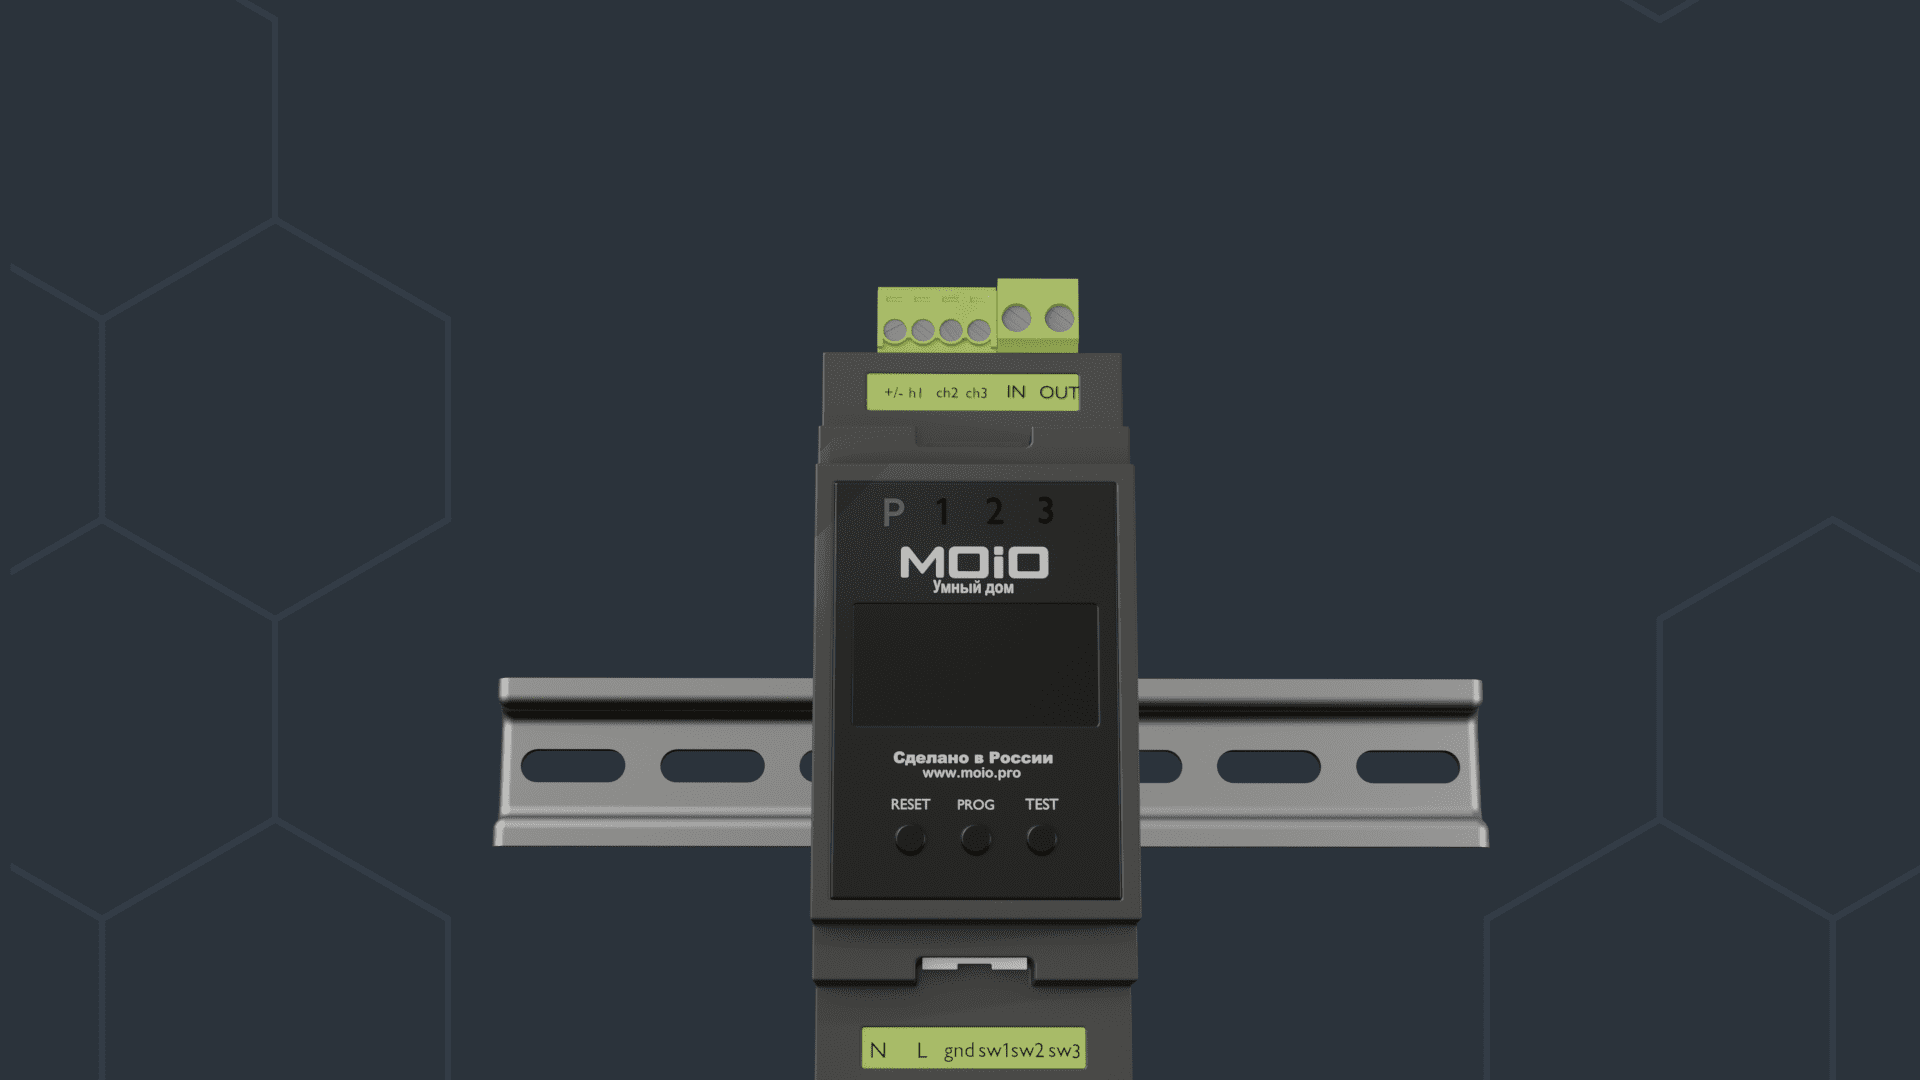 +/- h1 ch2 ch3 IN OUT
P 1 2 3
MOiO
Умный дом
Сделано в России
www.moio.pro
RESET PROG TEST
N L gnd sw1 sw2 sw3